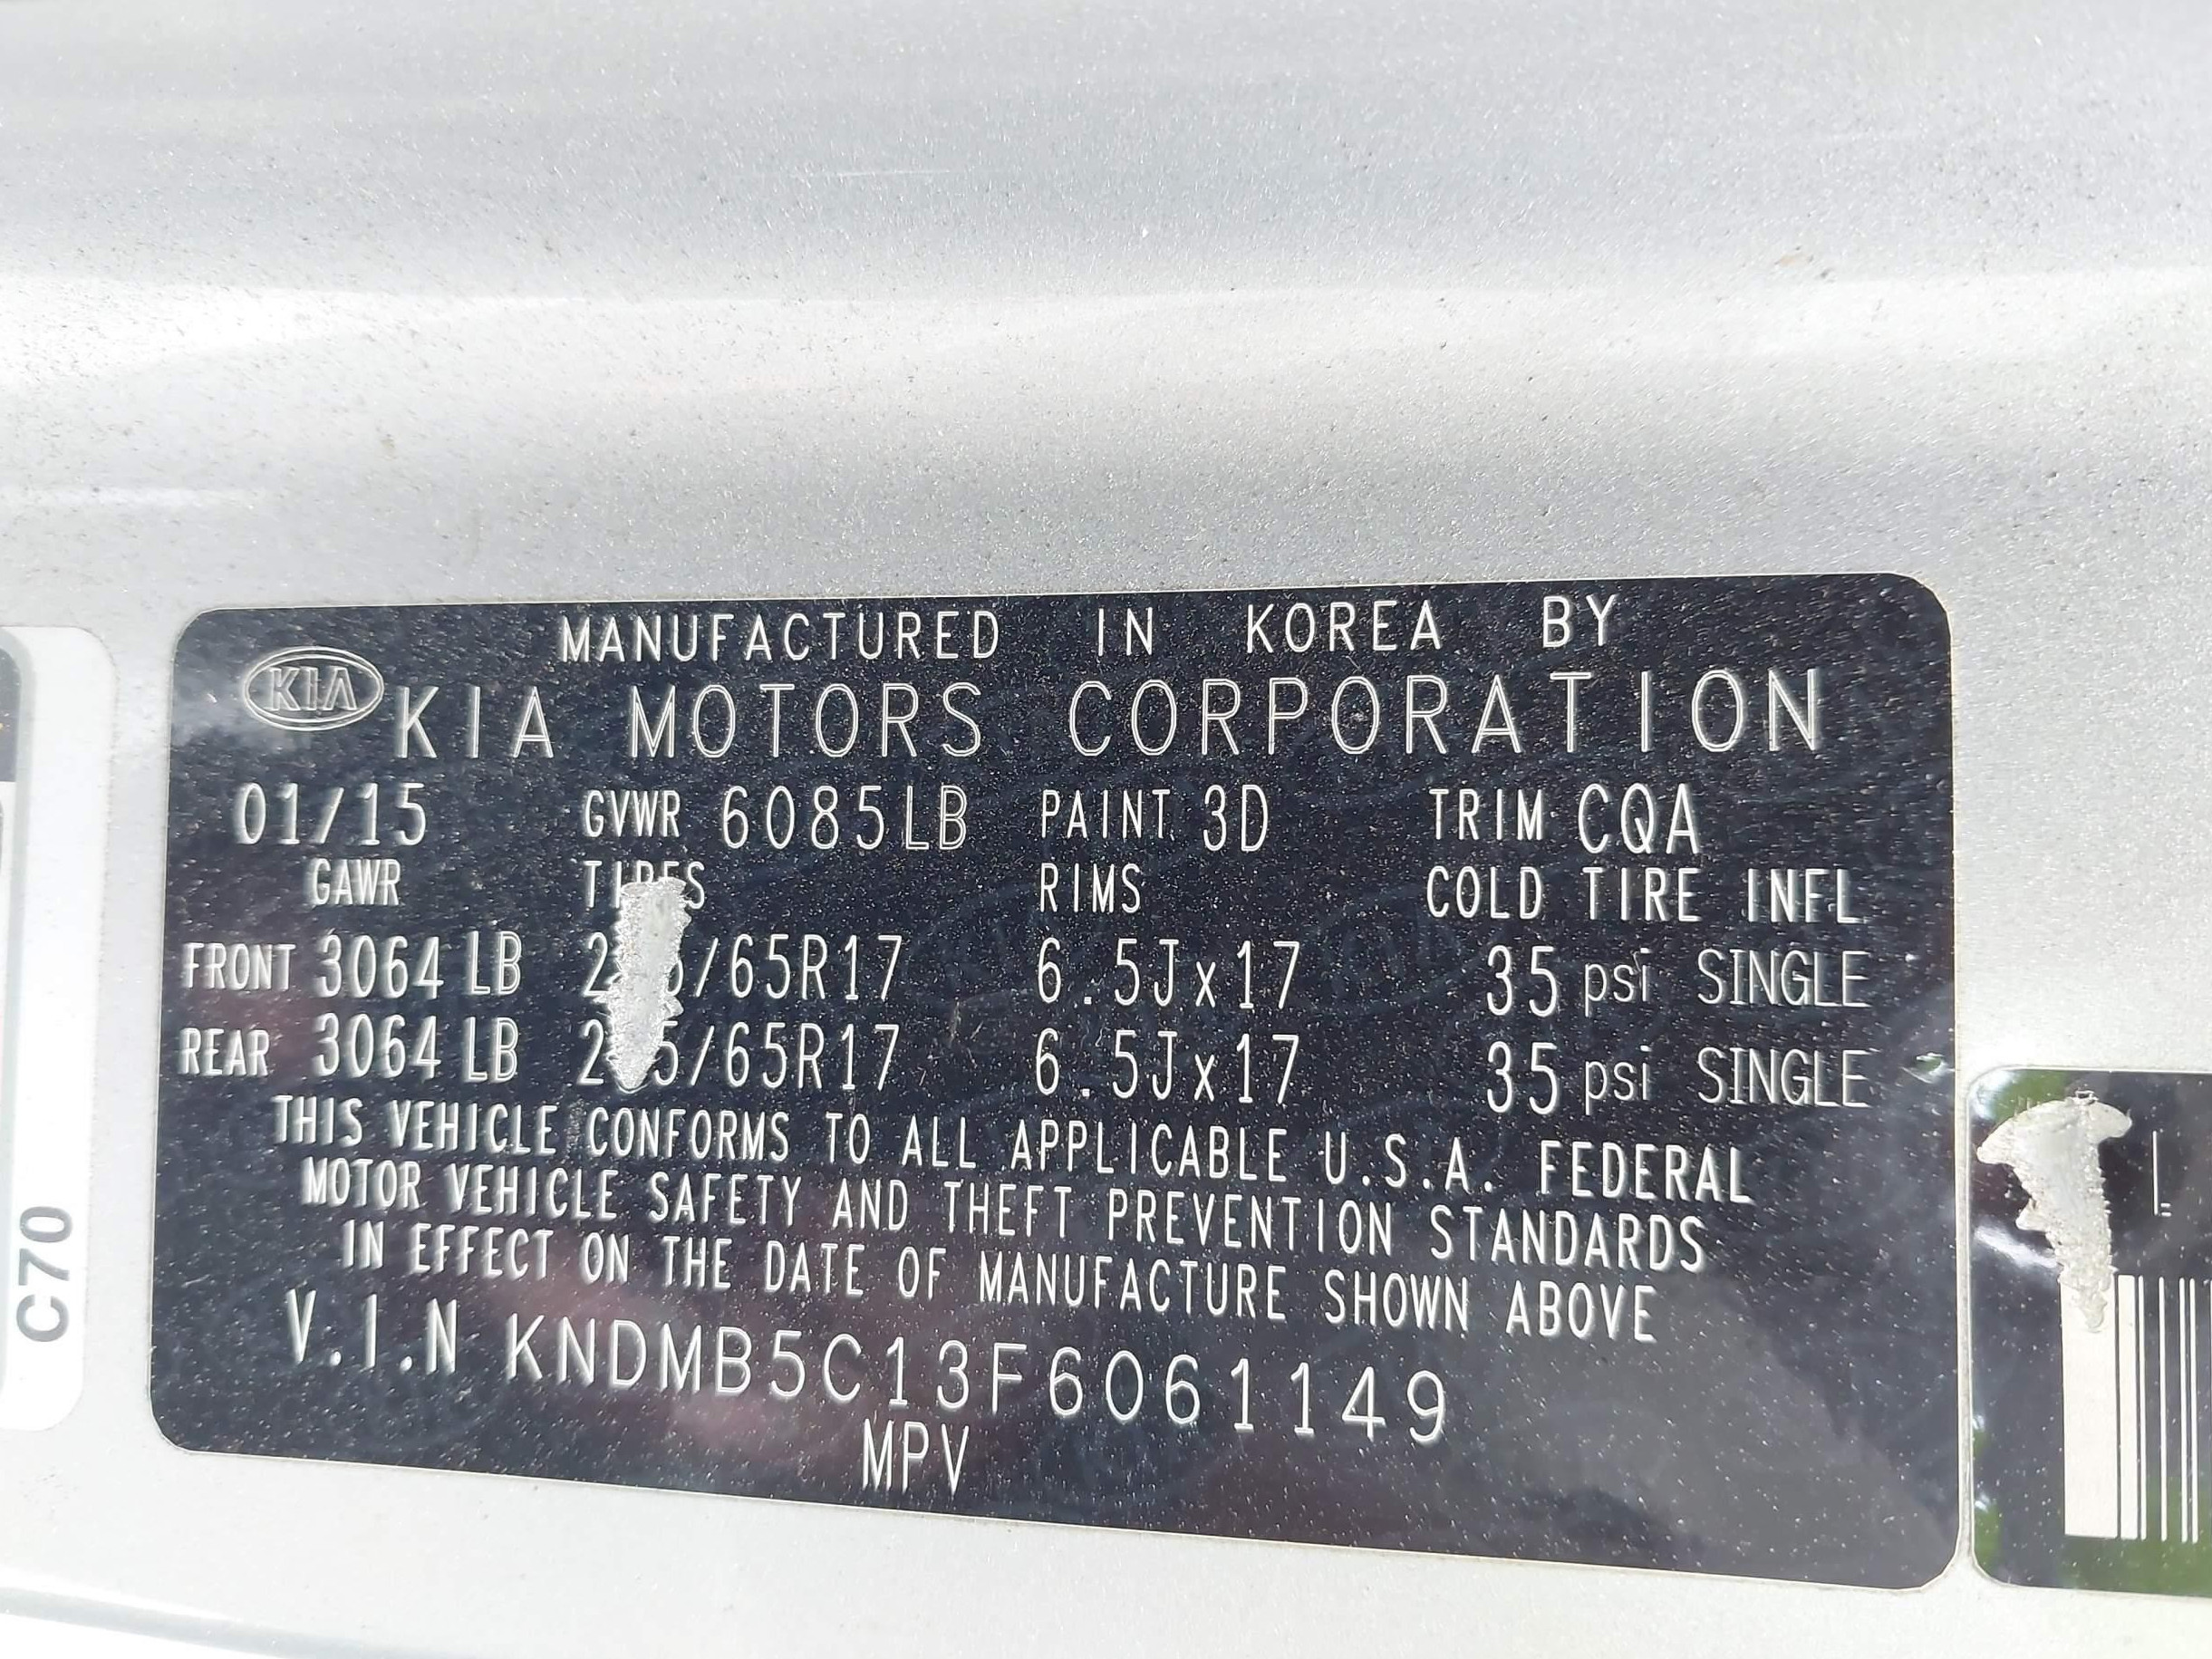 MANUFACTURED IN KOREA BY
KIA KIA MOTORS CORPORATION
01/15 GVWR 6085LB PAINT 3D TRIM CQA
GAWR TIRES RIMS COLD TIRE INFL
FRONT 3064 LB /65R17 6.5Jx17 35 psi SINGLE
REAR 3064 LB /65R17 6.5Jx17 35 psi SINGLE
THIS VEHICLE CONFORMS TO ALL APPLICABLE U.S.A. FEDERAL
MOTOR VEHICLE SAFETY AND THEFT PREVENTION STANDARDS
IN EFFECT ON THE DATE OF MANUFACTURE SHOWN ABOVE
V.I.N KNDMB5C13F6061149
MPV
C70